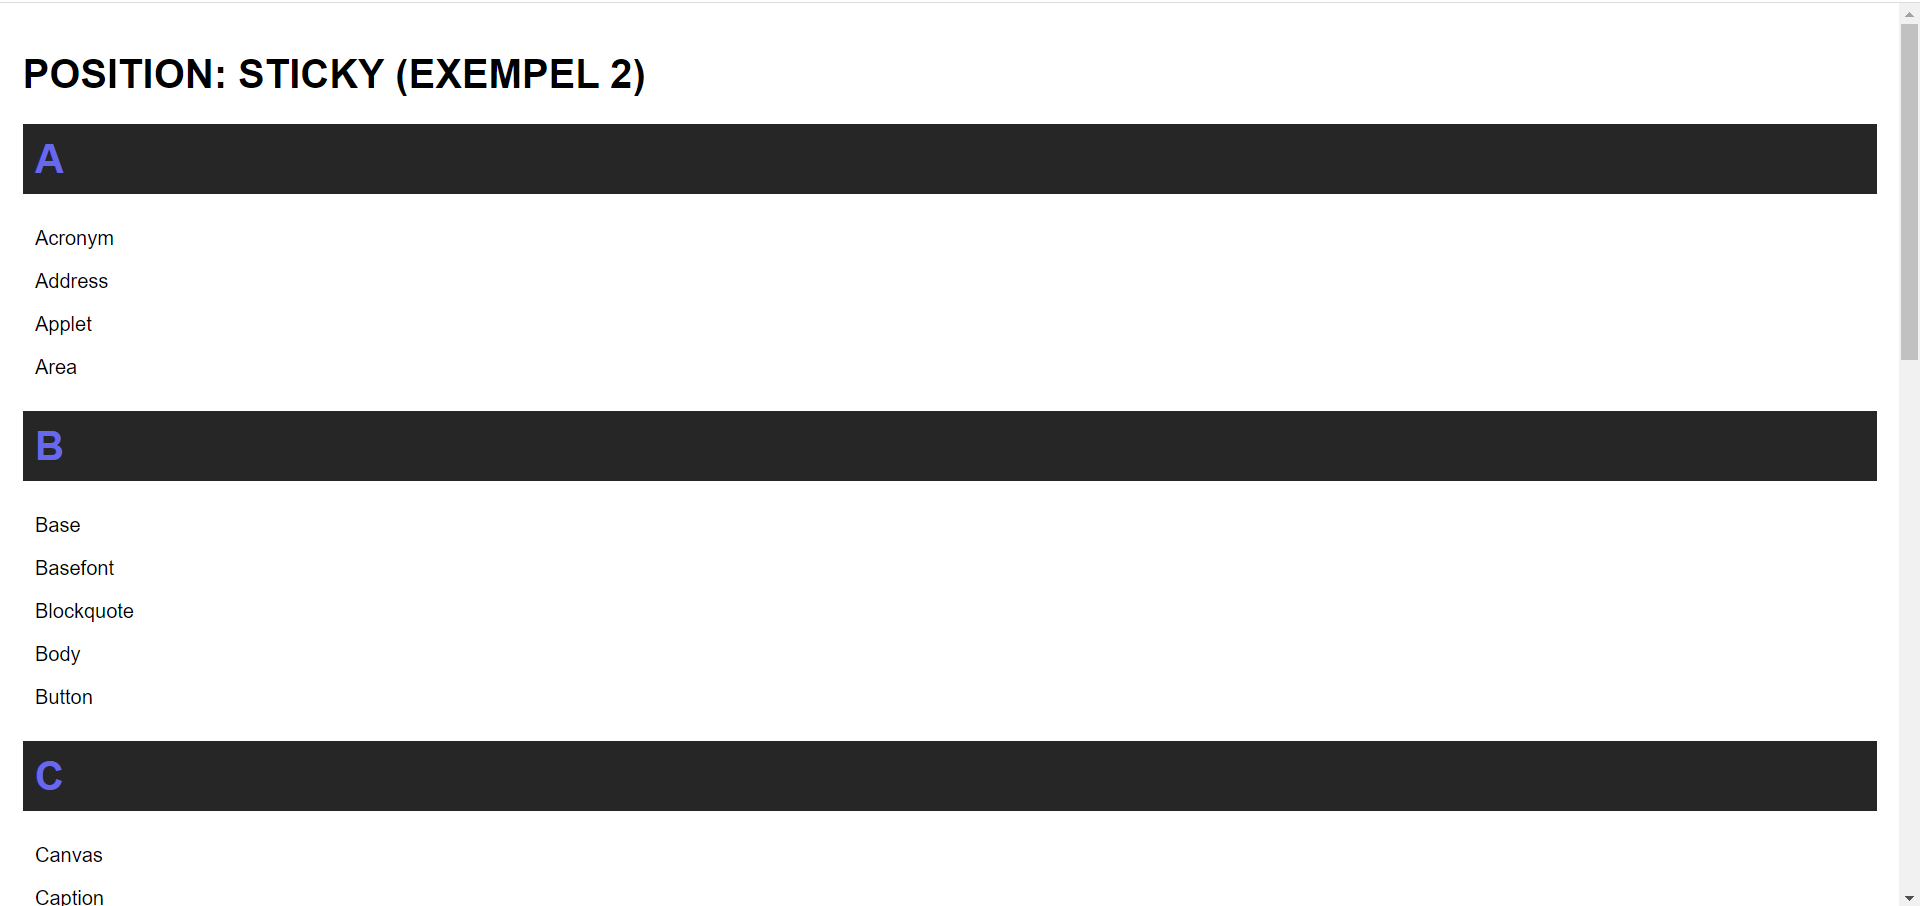 POSITION: STICKY (EXEMPEL 2)
A
Acronym
Address
Applet
Area
B
Base
Basefont
Blockquote
Body
Button
C
Canvas
Caption